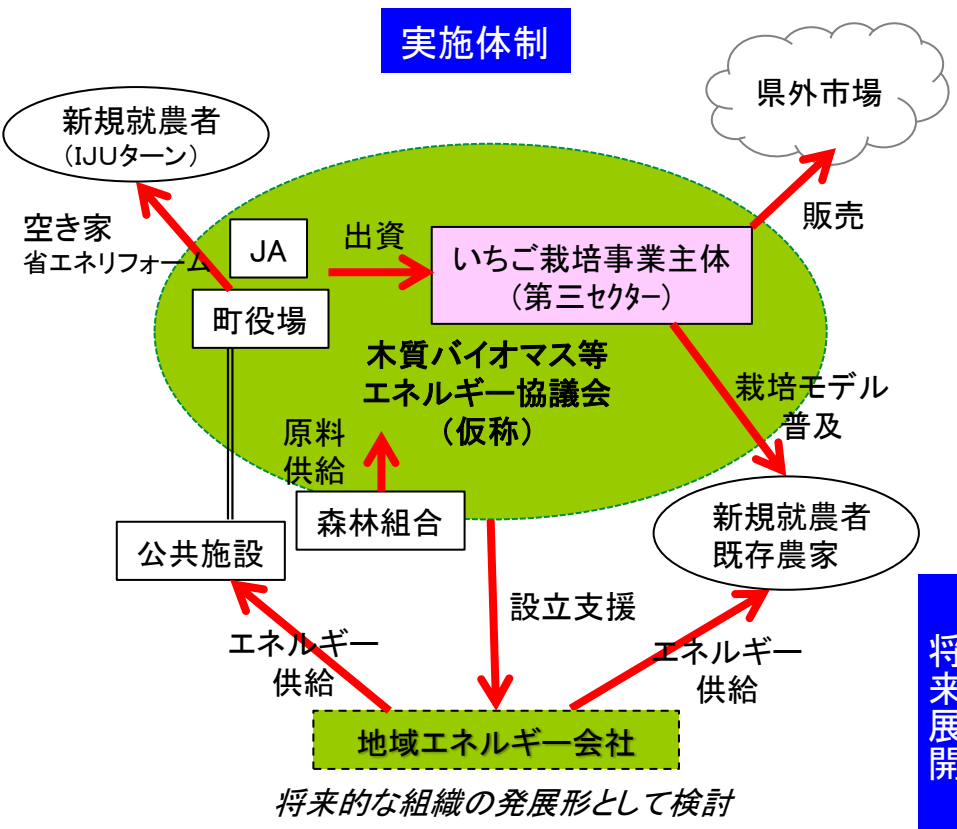 実施体制
県外市場
新規就農者
（IJUターン）
空き家
省エネリフォーム
JA
出資
いちご栽培事業主体
（第三ｾｸﾀｰ）
販売
町役場
木質バイオマス等
エネルギー協議会
（仮称）
栽培モデル
普及
原料
供給
森林組合
新規就農者
既存農家
公共施設
設立支援
エネルギー
供給
エネルギー
供給
将来展開
地域エネルギー会社
将来的な組織の発展形として検討